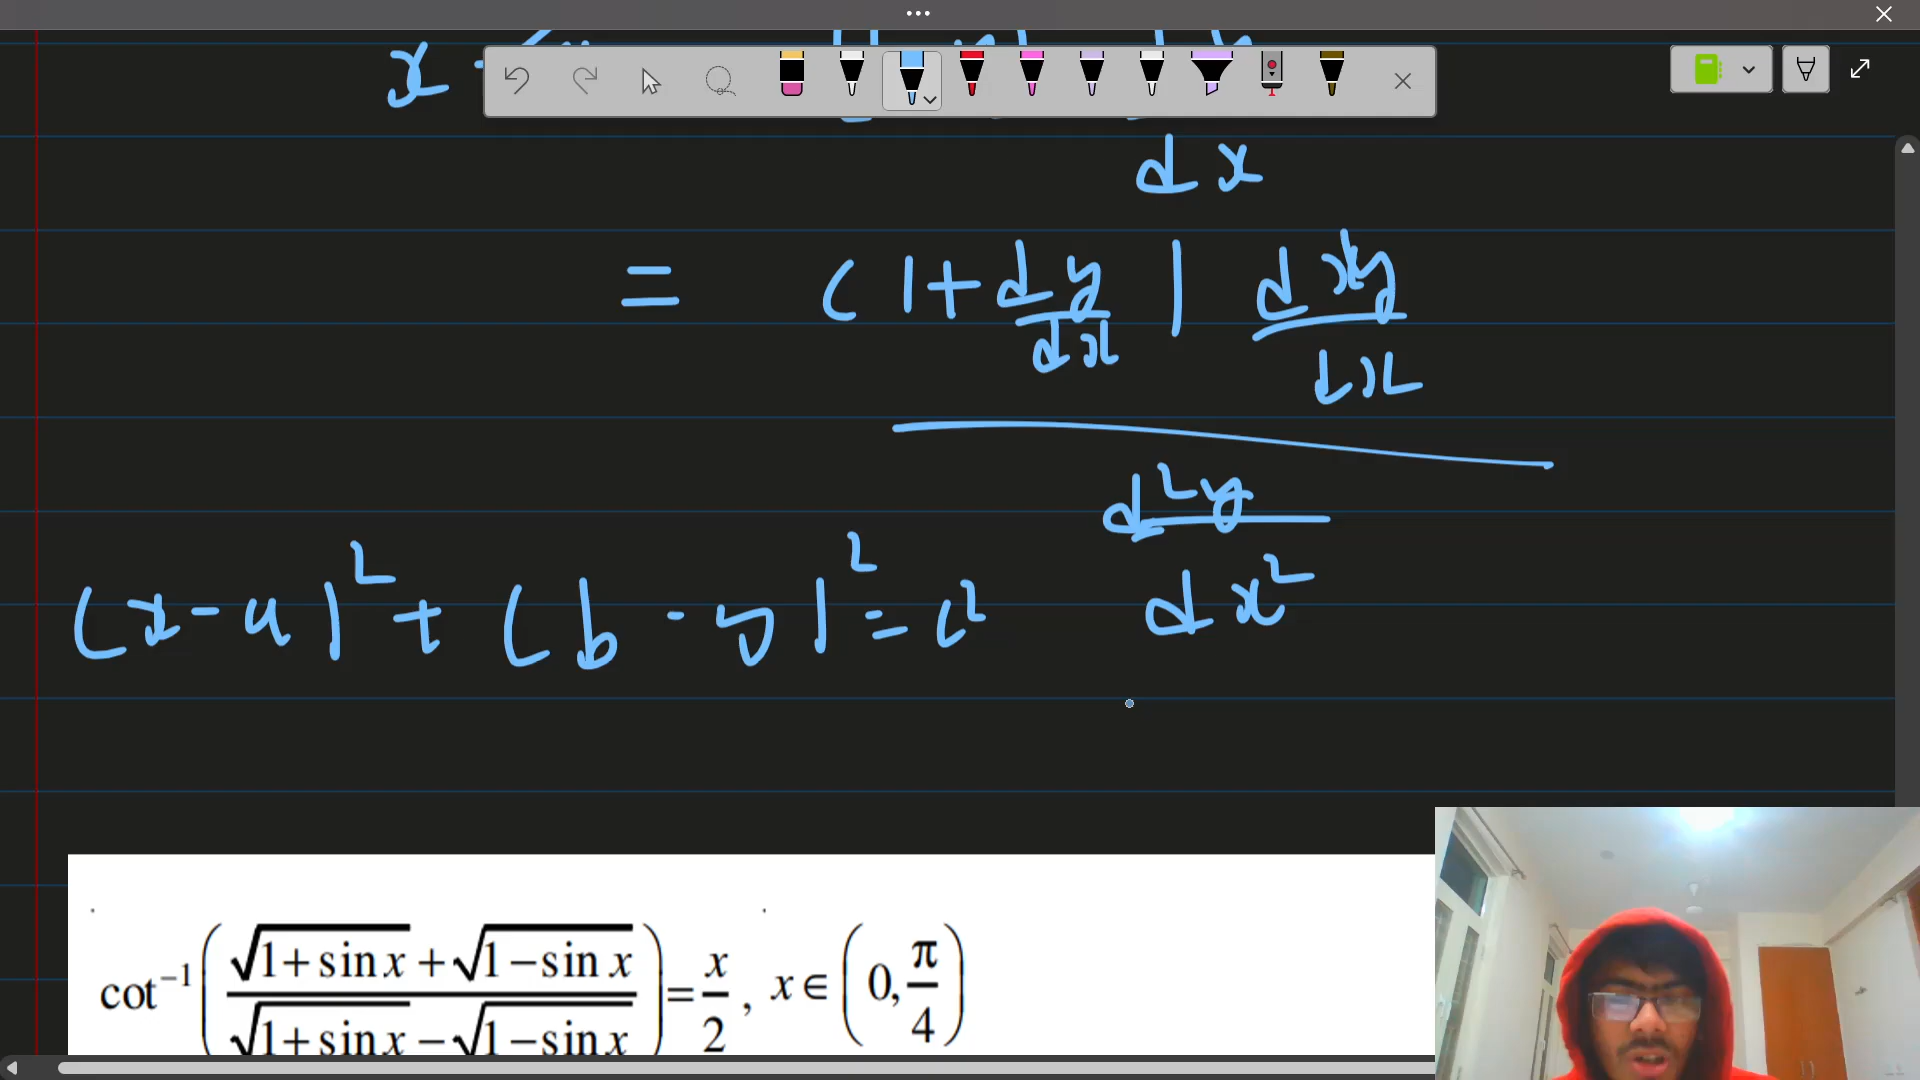 x -
d x
= ( 1 + dy/dx ) dy/dx
d²y
dx²
(x - a)² + (b - y)² = c²
cot⁻¹( (√1+sin x + √1−sin x) / (√1+sin x − √1−sin x) ) = x/2 , x ∈ (0, π/4)